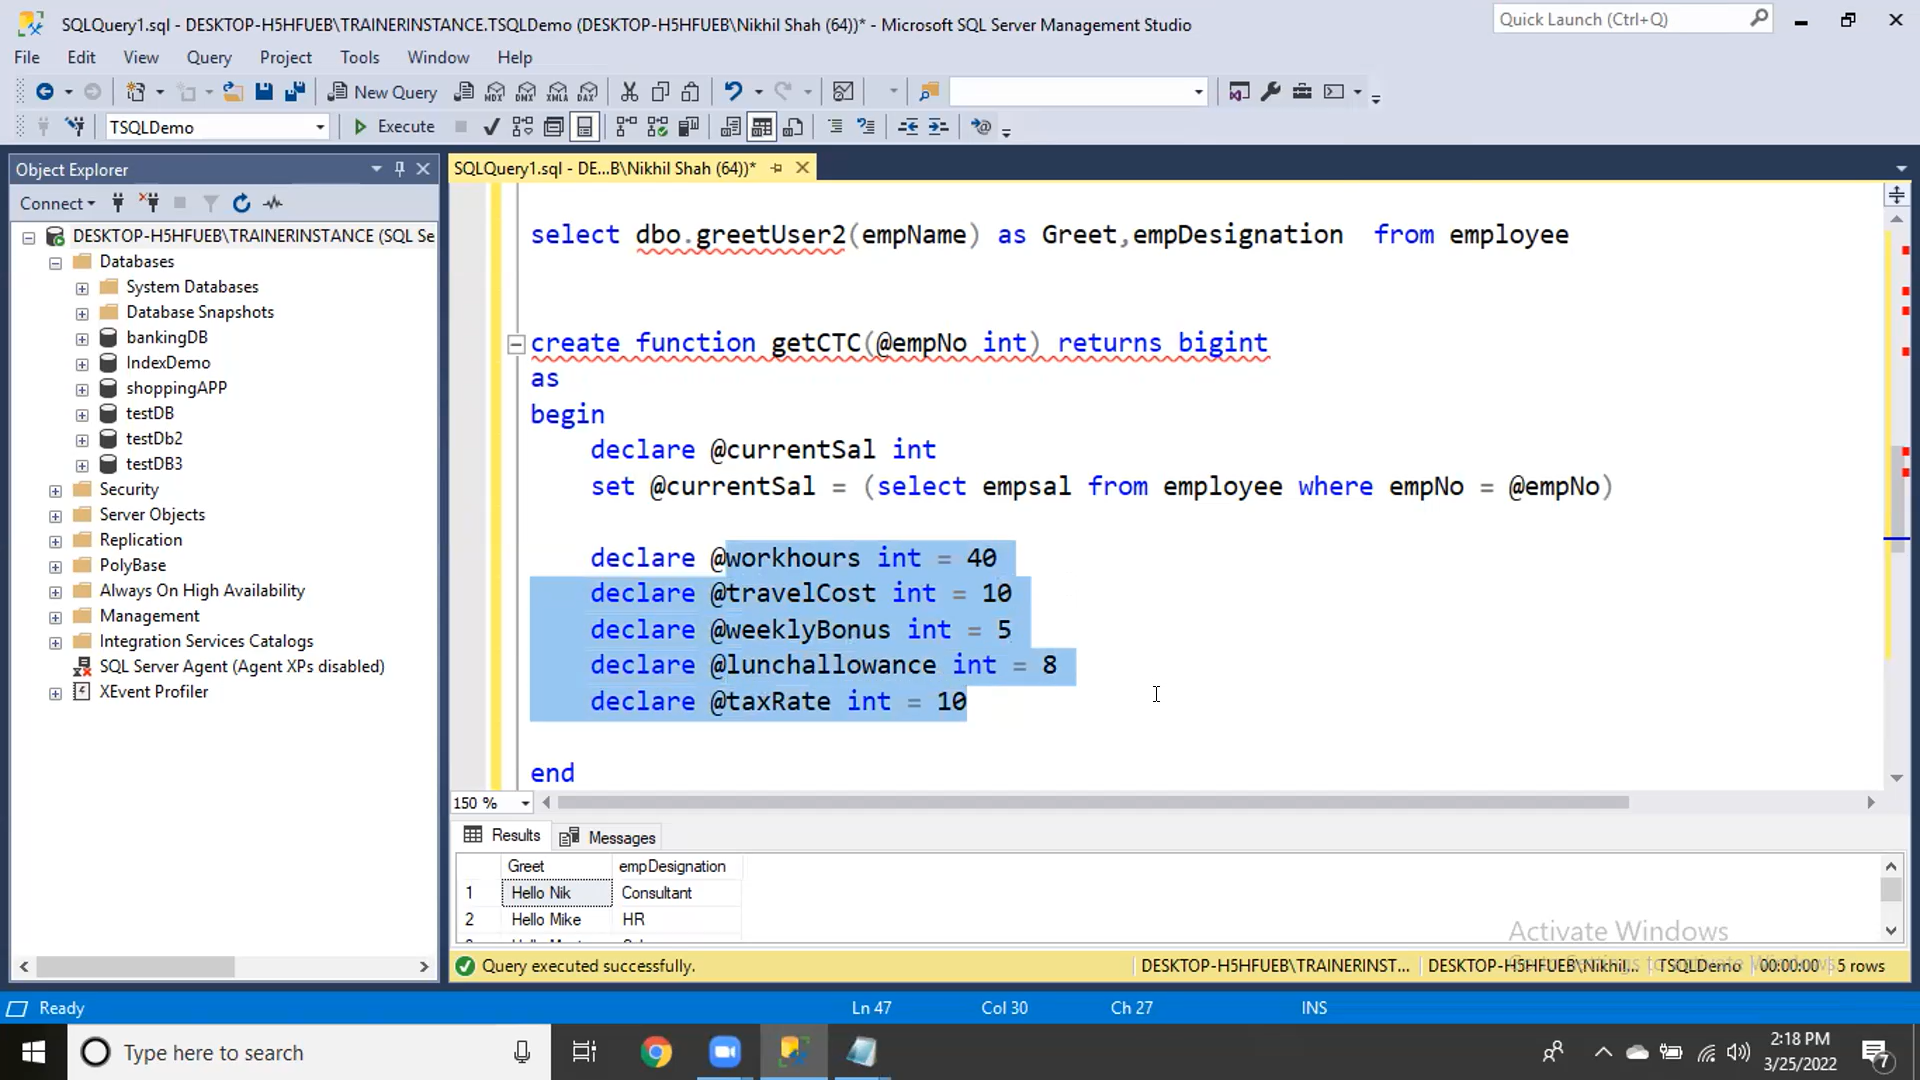 SQLQuery1.sql - DESKTOP-H5HFUEB\TRAINERINSTANCE.TSQLDemo (DESKTOP-H5HFUEB\Nikhil Shah (64))* - Microsoft SQL Server Management Studio
Quick Launch (Ctrl+Q)
File Edit View Query Project Tools Window Help
New Query
MDX DMX XMLA DAX
TSQLDemo
Execute
Object Explorer
SQLQuery1.sql - DE...B\Nikhil Shah (64))*
Connect
DESKTOP-H5HFUEB\TRAINERINSTANCE (SQL Se
Databases
System Databases
Database Snapshots
bankingDB
IndexDemo
shoppingAPP
testDB
testDb2
testDB3
Security
Server Objects
Replication
PolyBase
Always On High Availability
Management
Integration Services Catalogs
SQL Server Agent (Agent XPs disabled)
XEvent Profiler
select dbo.greetUser2(empName) as Greet,empDesignation from employee
create function getCTC(@empNo int) returns bigint
as
begin
declare @currentSal int
set @currentSal = (select empsal from employee where empNo = @empNo)
declare @workhours int = 40
declare @travelCost int = 10
declare @weeklyBonus int = 5
declare @lunchallowance int = 8
declare @taxRate int = 10
end
150 %
Results Messages
Greet empDesignation
1 Hello Nik Consultant
2 Hello Mike HR
Activate Windows
Query executed successfully.
DESKTOP-H5HFUEB\TRAINERINST... DESKTOP-H5HFUEB\Nikhil... TSQLDemo 00:00:00 5 rows
Ready
Ln 47 Col 30 Ch 27 INS
Type here to search
2:18 PM
3/25/2022
7